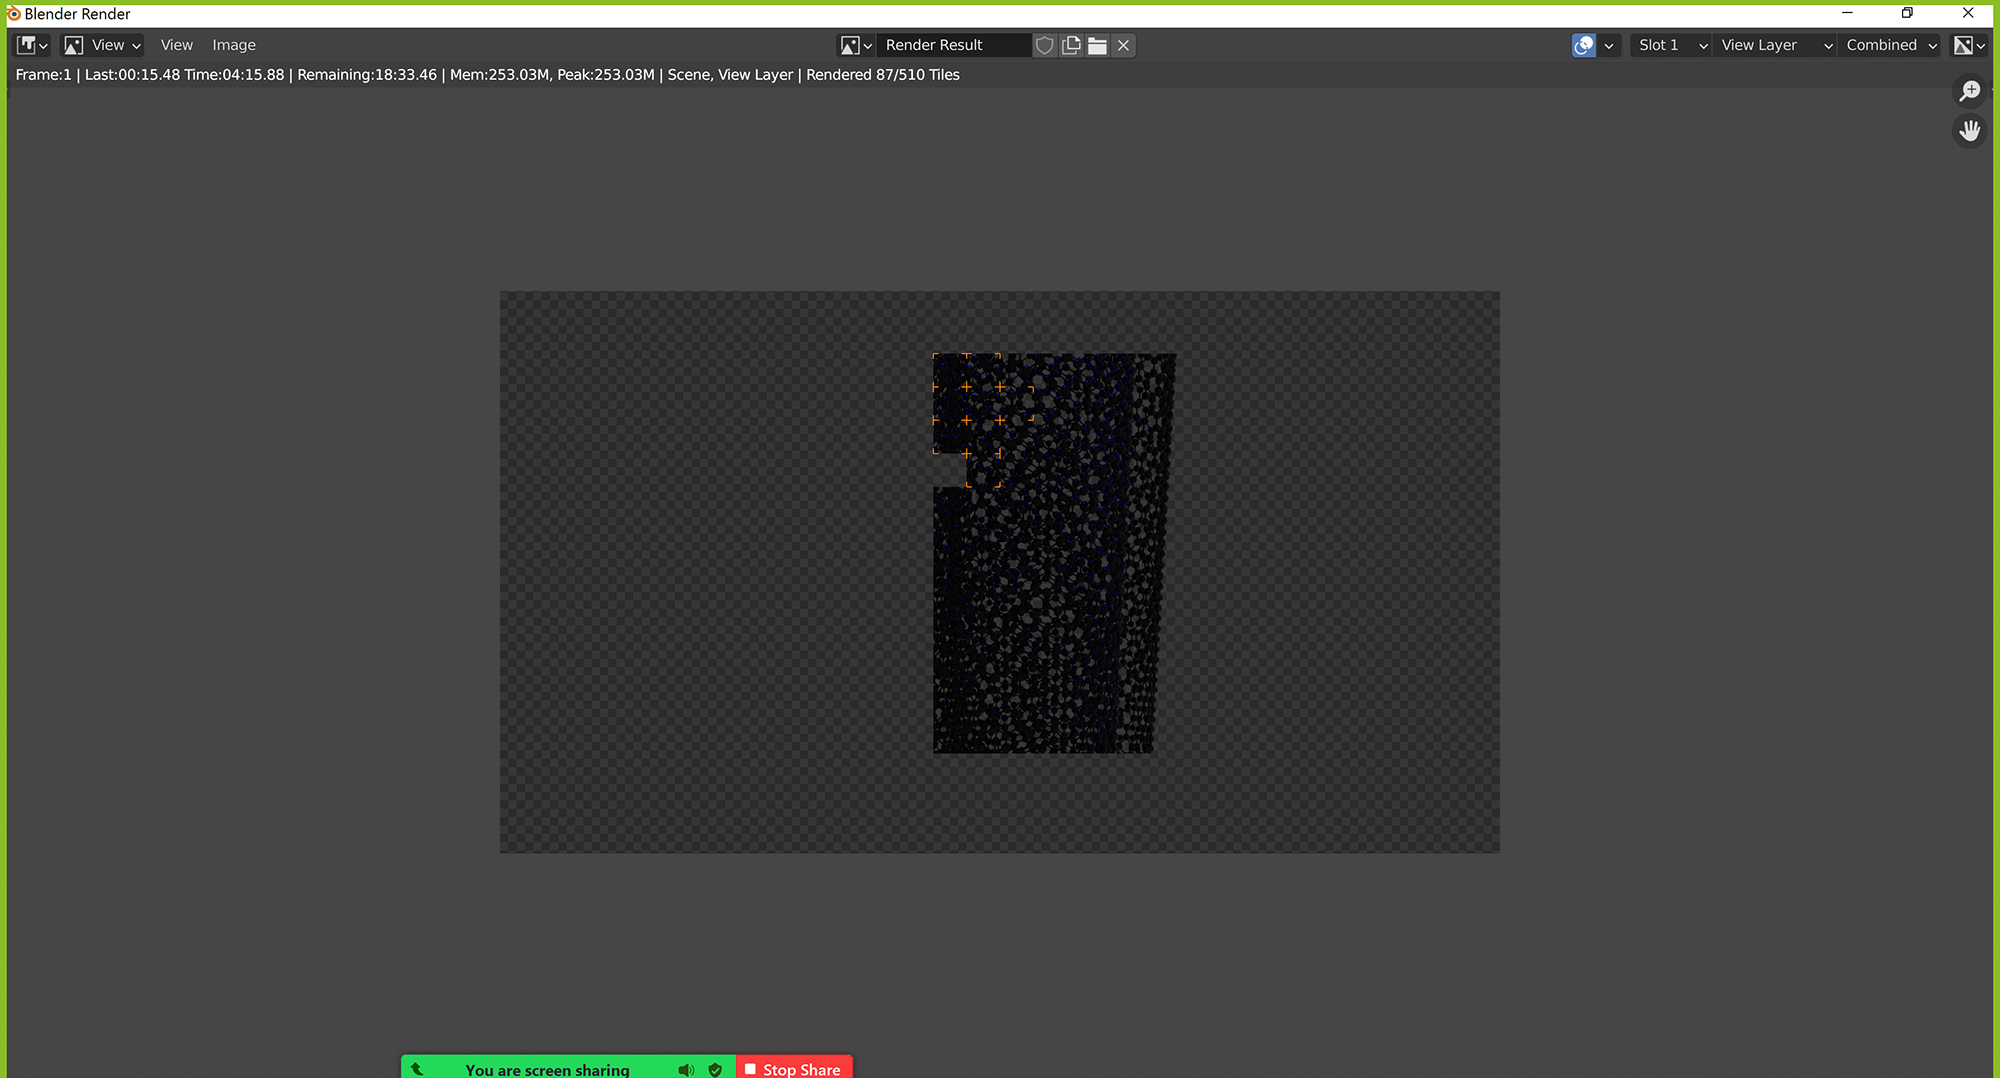 Blender Render
View View Image Render Result Slot 1 View Layer Combined
Frame:1 | Last:00:15.48 Time:04:15.88 | Remaining:18:33.46 | Mem:253.03M, Peak:253.03M | Scene, View Layer | Rendered 87/510 Tiles
You are screen sharing Stop Share